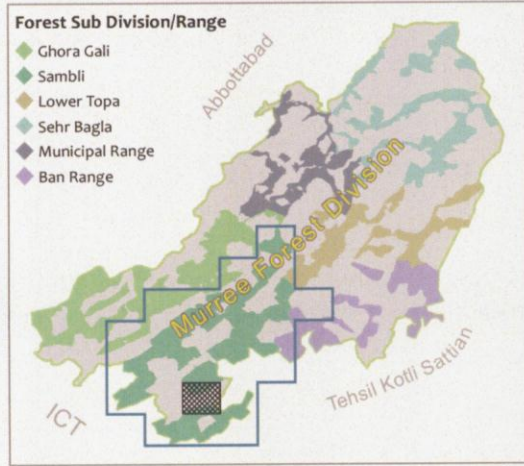 Forest Sub Division/Range
Ghora Gali
Sambli
Lower Topa
Sehr Bagla
Municipal Range
Ban Range
Abbottabad
Murree Forest Division
Tehsil Kotli Sattian
ICT